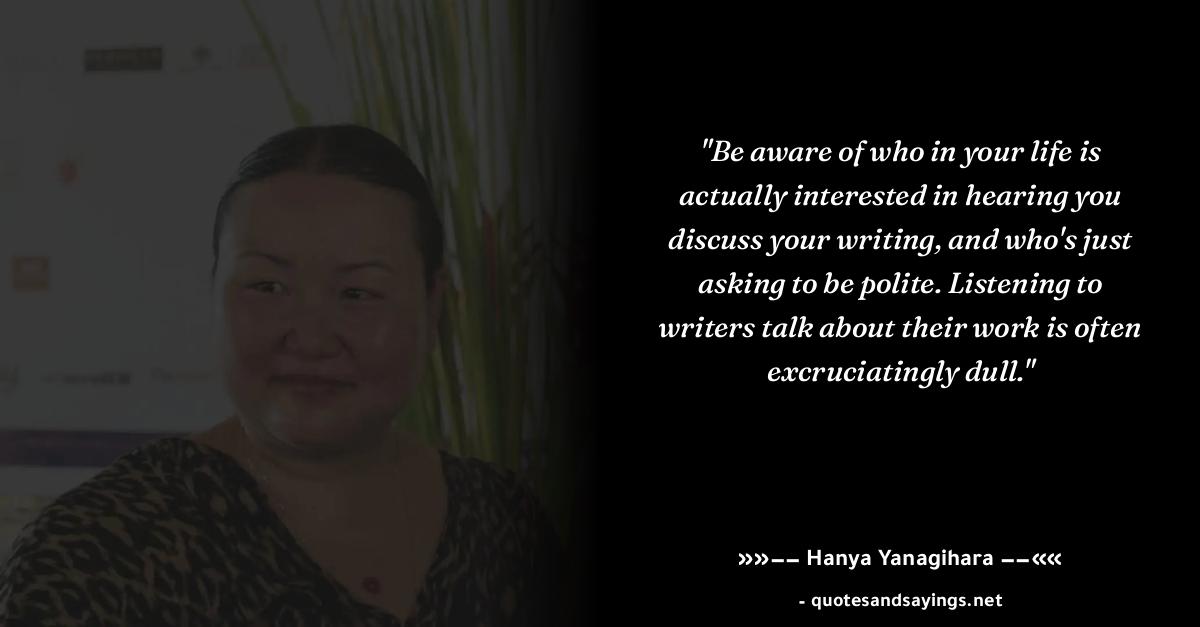 "Be aware of who in your life is
actually interested in hearing you
discuss your writing, and who's just
asking to be polite. Listening to
writers talk about their work is often
excruciatingly dull."
»»−− Hanya Yanagihara −−««
- quotesandsayings.net